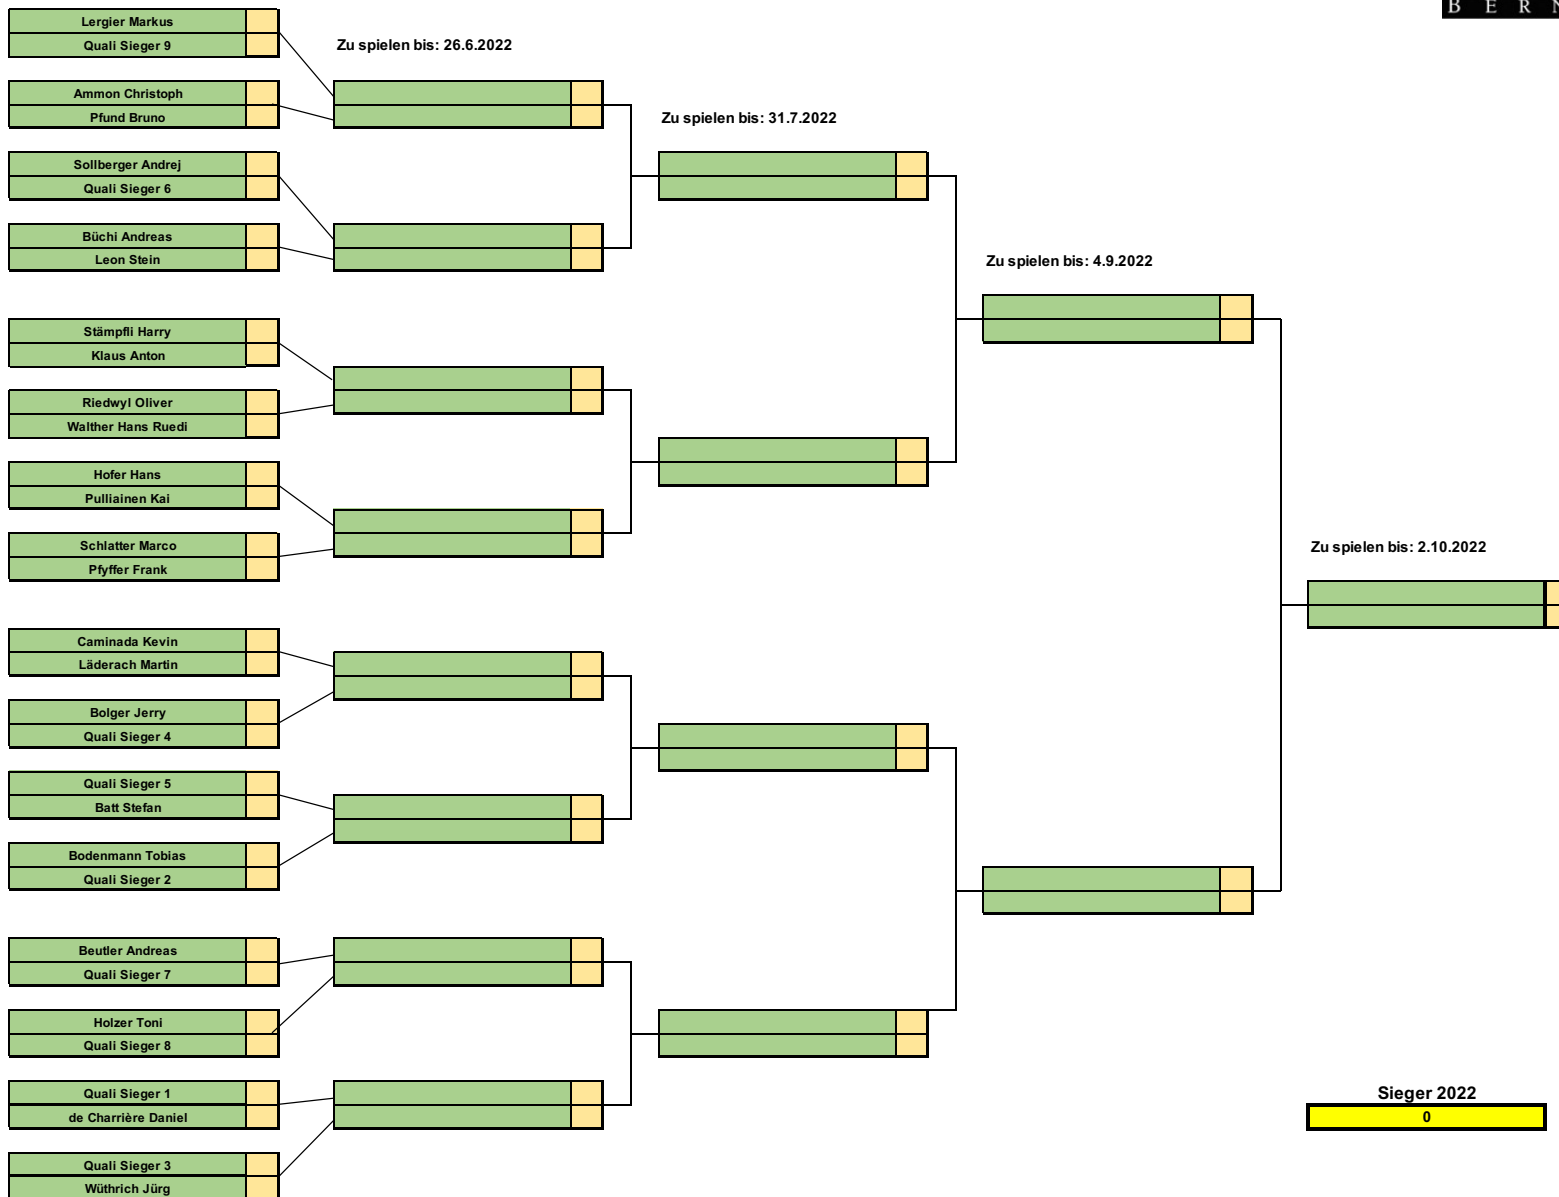 BERN
Lergier Markus
Quali Sieger 9
Zu spielen bis: 26.6.2022
Ammon Christoph
Pfund Bruno
Zu spielen bis: 31.7.2022
Sollberger Andrej
Quali Sieger 6
Büchi Andreas
Leon Stein
Zu spielen bis: 4.9.2022
Stämpfli Harry
Klaus Anton
Riedwyl Oliver
Walther Hans Ruedi
Hofer Hans
Pulliainen Kai
Schlatter Marco
Pfyffer Frank
Zu spielen bis: 2.10.2022
Caminada Kevin
Läderach Martin
Bolger Jerry
Quali Sieger 4
Quali Sieger 5
Batt Stefan
Bodenmann Tobias
Quali Sieger 2
Beutler Andreas
Quali Sieger 7
Holzer Toni
Quali Sieger 8
Quali Sieger 1
de Charrière Daniel
Sieger 2022
0
Quali Sieger 3
Wüthrich Jürg